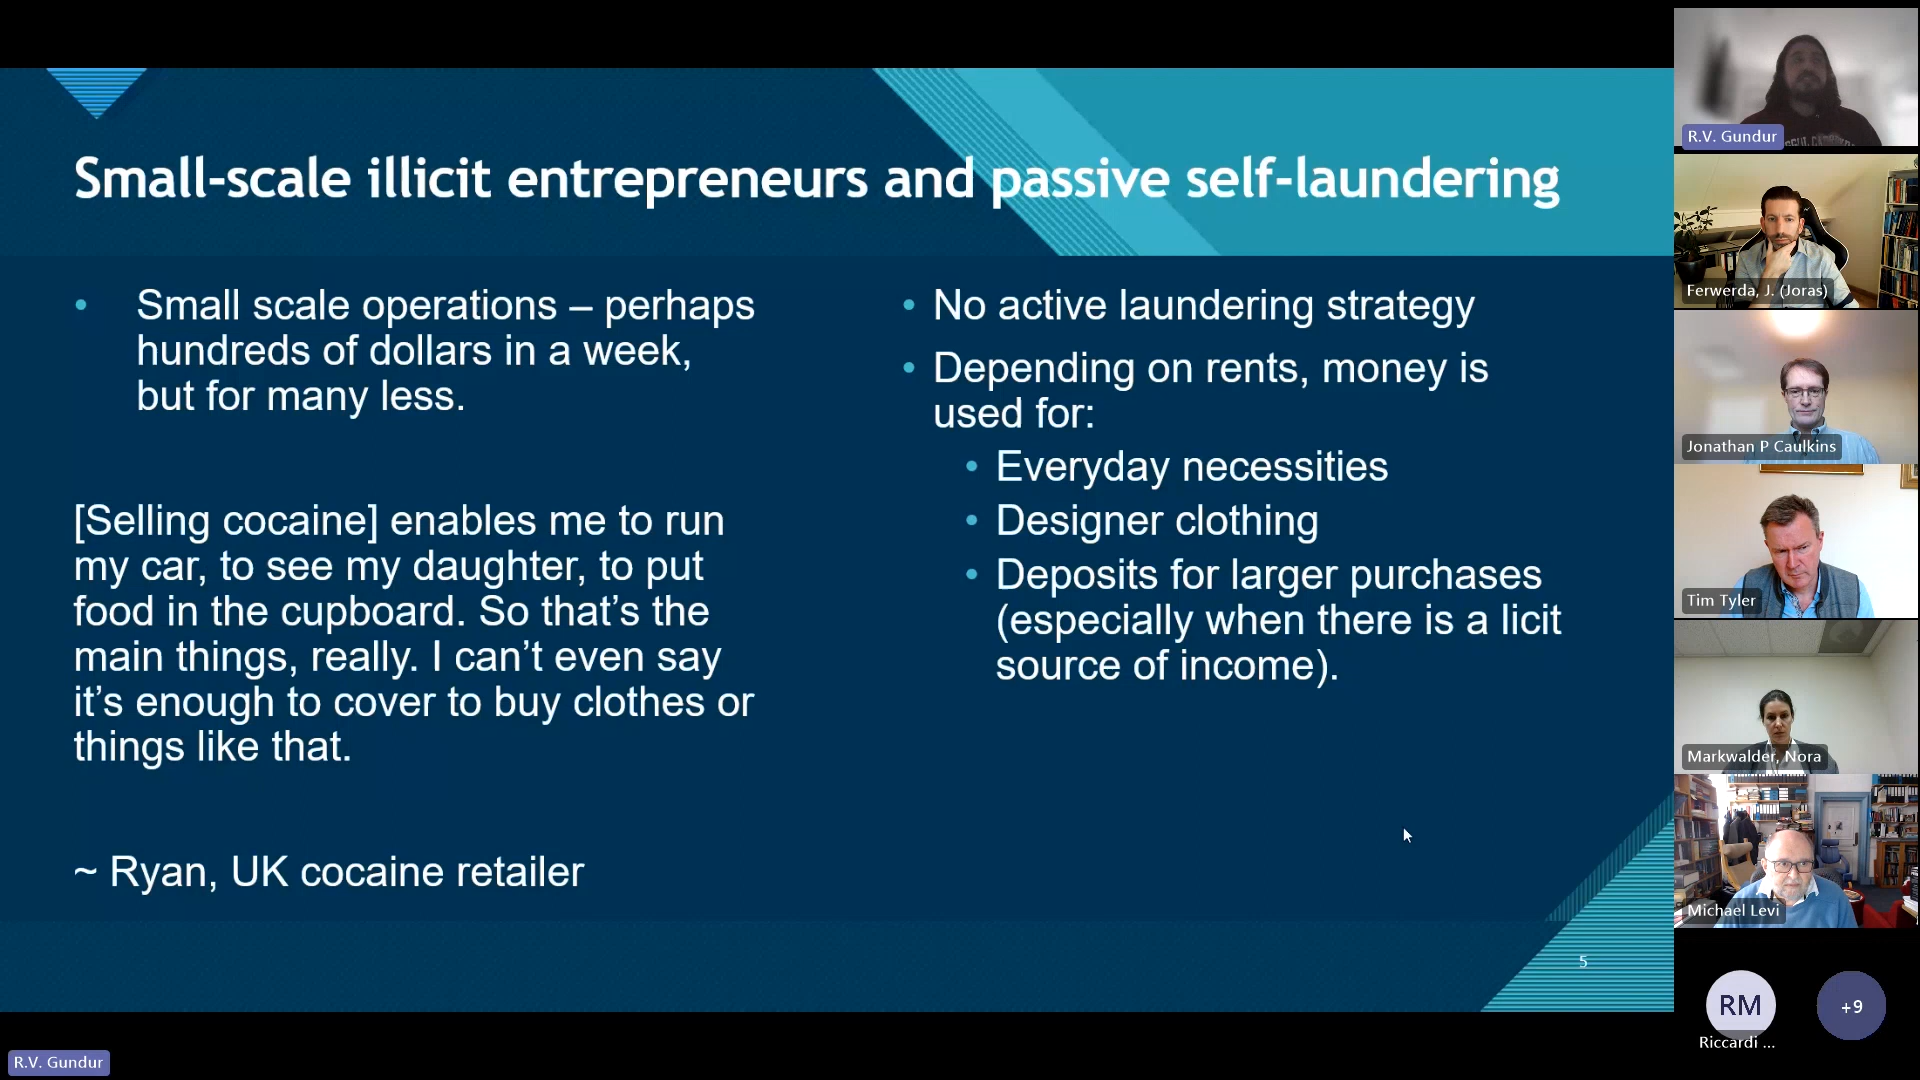 Small-scale illicit entrepreneurs and passive self-laundering
• Small scale operations – perhaps
hundreds of dollars in a week,
but for many less.
[Selling cocaine] enables me to run
my car, to see my daughter, to put
food in the cupboard. So that’s the
main things, really. I can’t even say
it’s enough to cover to buy clothes or
things like that.
~ Ryan, UK cocaine retailer
• No active laundering strategy
• Depending on rents, money is
used for:
• Everyday necessities
• Designer clothing
• Deposits for larger purchases
(especially when there is a licit
source of income).
5
R.V. Gundur
Ferwerda, J. (Joras)
Jonathan P Caulkins
Tim Tyler
Markwalder, Nora
Michael Levi
RM
+9
Riccardi ...
R.V. Gundur